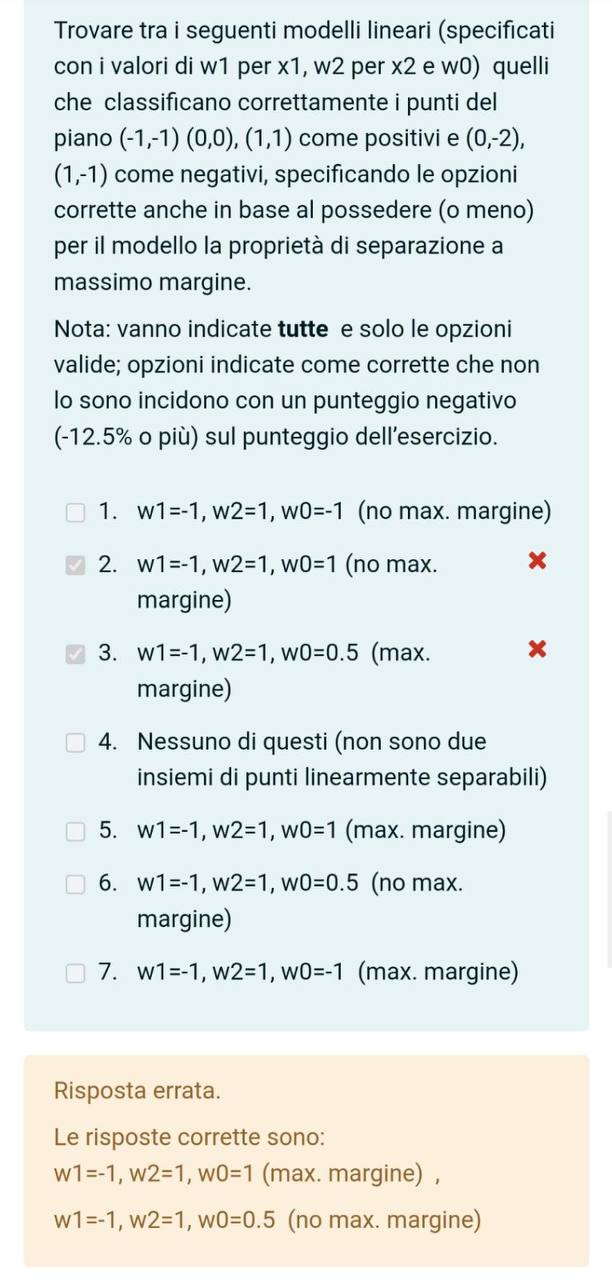 Trovare tra i seguenti modelli lineari (specificati
con i valori di w1 per x1, w2 per x2 e w0) quelli
che classificano correttamente i punti del
piano (-1,-1) (0,0), (1,1) come positivi e (0,-2),
(1,-1) come negativi, specificando le opzioni
corrette anche in base al possedere (o meno)
per il modello la proprietà di separazione a
massimo margine.
Nota: vanno indicate tutte e solo le opzioni
valide; opzioni indicate come corrette che non
lo sono incidono con un punteggio negativo
(-12.5% o più) sul punteggio dell'esercizio.
1. w1=-1, w2=1, w0=-1 (no max. margine)
2. w1=-1, w2=1, w0=1 (no max.
margine)
3. w1=-1, w2=1, w0=0.5 (max.
margine)
4. Nessuno di questi (non sono due
insiemi di punti linearmente separabili)
5. w1=-1, w2=1, w0=1 (max. margine)
6. w1=-1, w2=1, w0=0.5 (no max.
margine)
7. w1=-1, w2=1, w0=-1 (max. margine)
Risposta errata.
Le risposte corrette sono:
w1=-1, w2=1, w0=1 (max. margine) ,
w1=-1, w2=1, w0=0.5 (no max. margine)